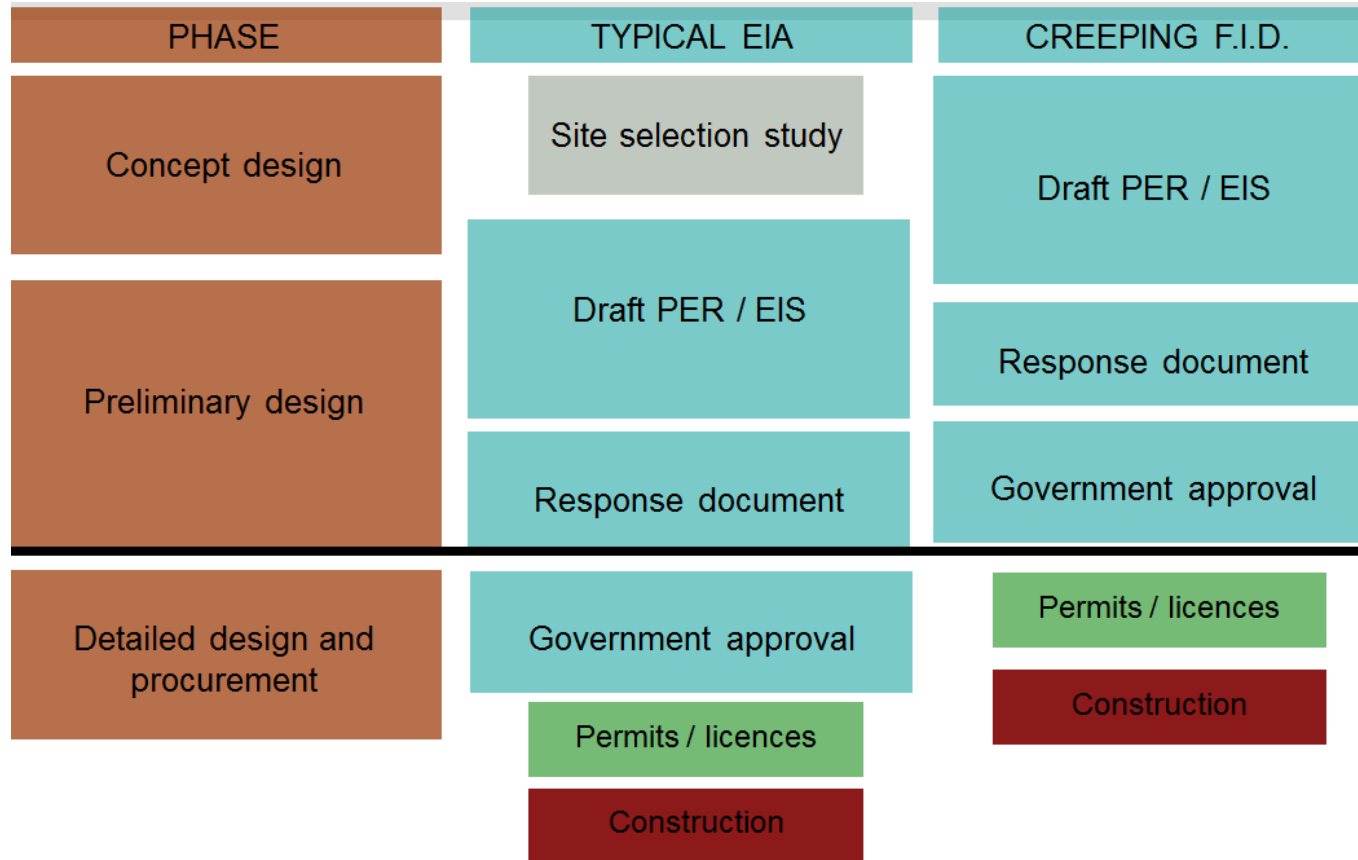 PHASE
TYPICAL EIA
CREEPING F.I.D.
Concept design
Site selection study
Draft PER / EIS
Draft PER / EIS
Preliminary design
Response document
Response document
Government approval
Detailed design and
procurement
Government approval
Permits / licences
Construction
Permits / licences
Construction